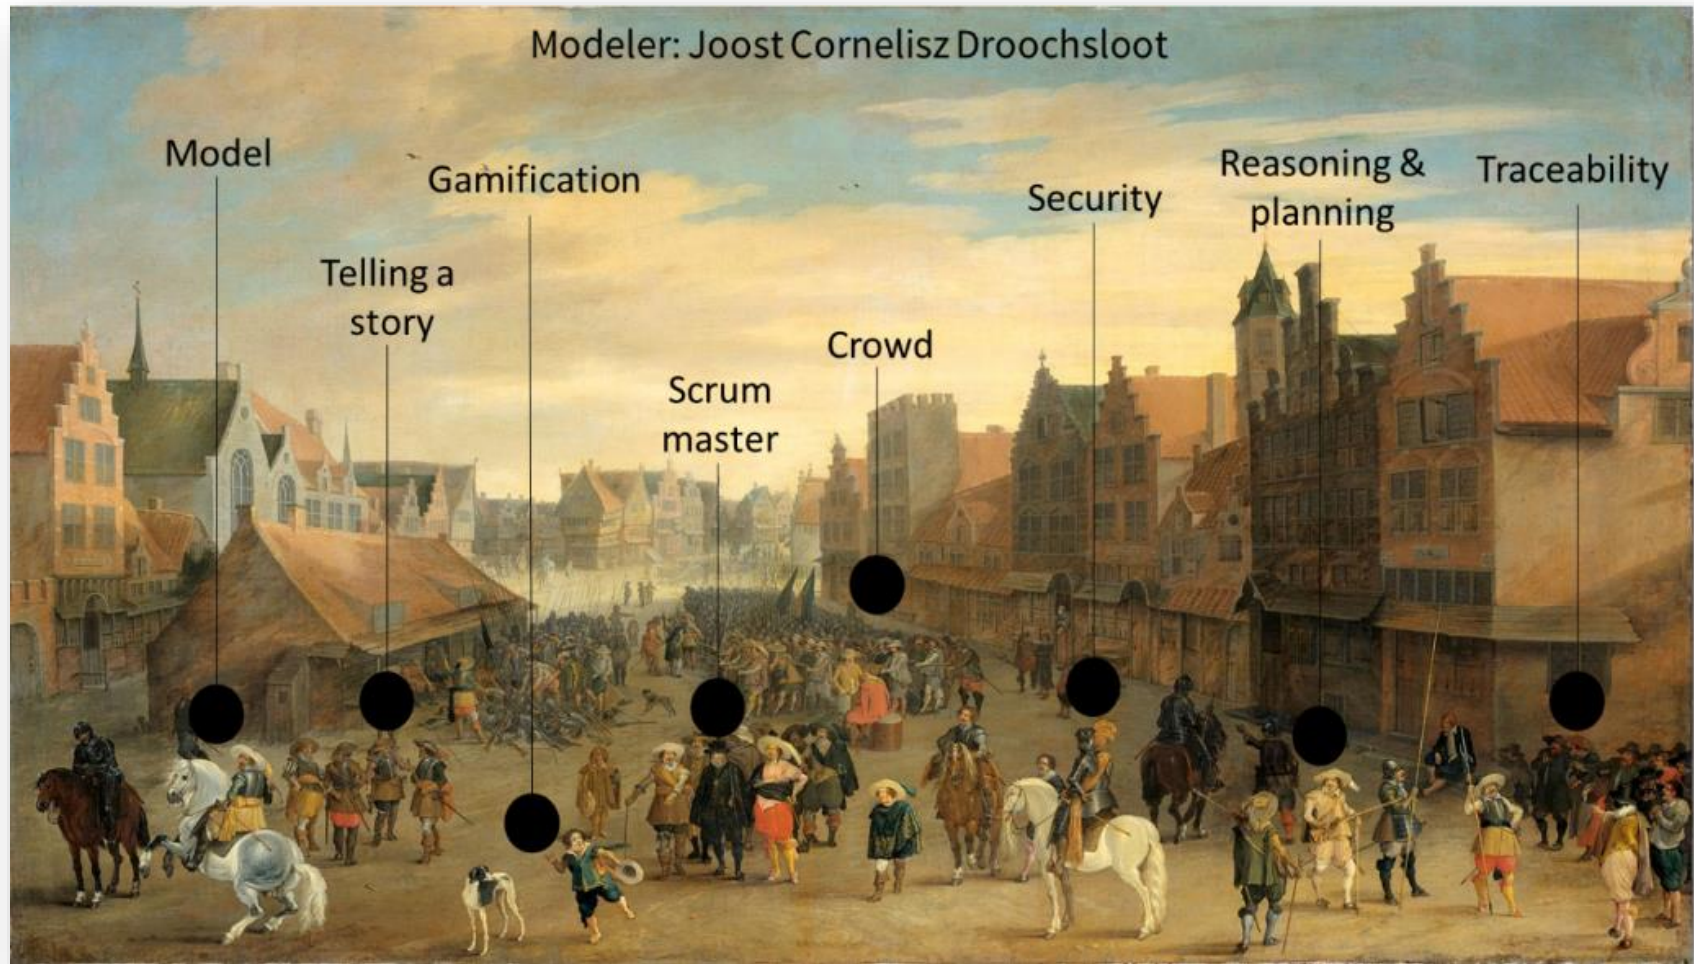 Modeler: Joost Cornelisz Droochsloot
Model
Gamification
Telling a
story
Scrum
master
Crowd
Security
Reasoning &
planning
Traceability